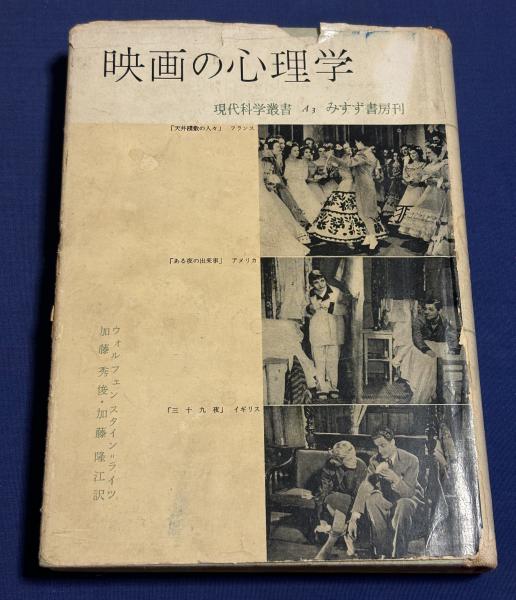 映画の心理学
現代科学叢書 A3 みすず書房刊
「天井棧敷の人々」 フランス
「ある夜の出来事」 アメリカ
「三十九夜」 イギリス
ウォルフェンスタイン=ライツ
加藤秀俊・加藤隆江訳